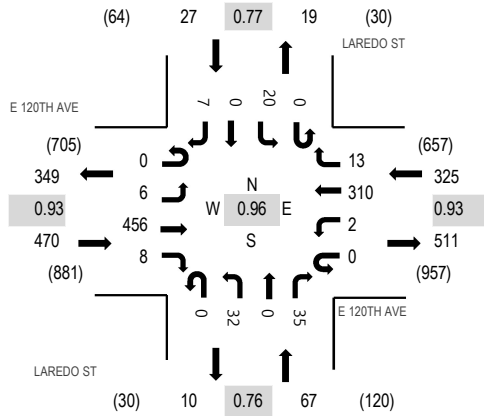 (64) 27 0.77 19 (30)
LAREDO ST
E 120TH AVE
7 0 20 0
(705) (657)
349 0 13 325
6 310
0.93 W N 0.96 S E 0.93
456 2
470 8 0 511
(881) (957)
0 32 0 35
E 120TH AVE
LAREDO ST
(30) 10 0.76 67 (120)